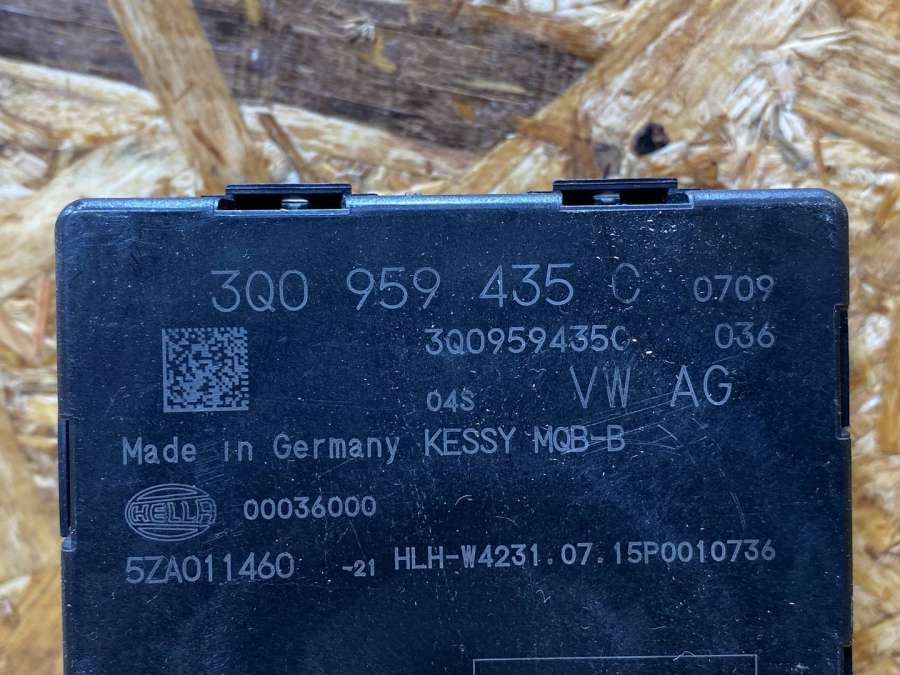 3Q0 959 435 C 0709
3Q0959435C 036
04S VW AG
Made in Germany KESSY MQB-B
HELLA 00036000
5ZA011460 -21 HLH-W4231.07.15P0010736